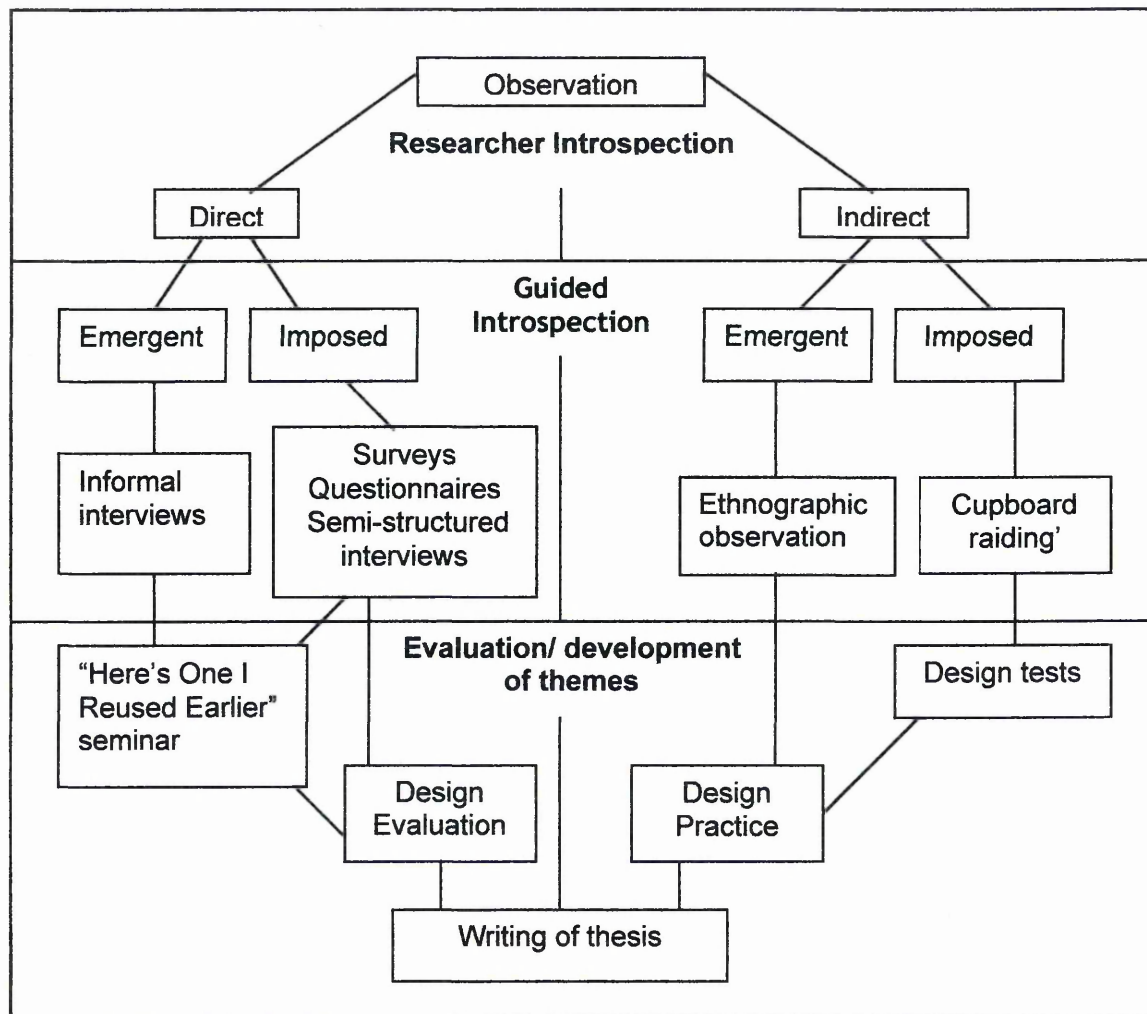 Observation
Researcher Introspection
Direct
Indirect
Guided
Introspection
Emergent
Imposed
Emergent
Imposed
Informal
interviews
Surveys
Questionnaires
Semi-structured
interviews
Ethnographic
observation
Cupboard
raiding’
Evaluation/ development
of themes
“Here’s One I
Reused Earlier”
seminar
Design tests
Design
Evaluation
Design
Practice
Writing of thesis